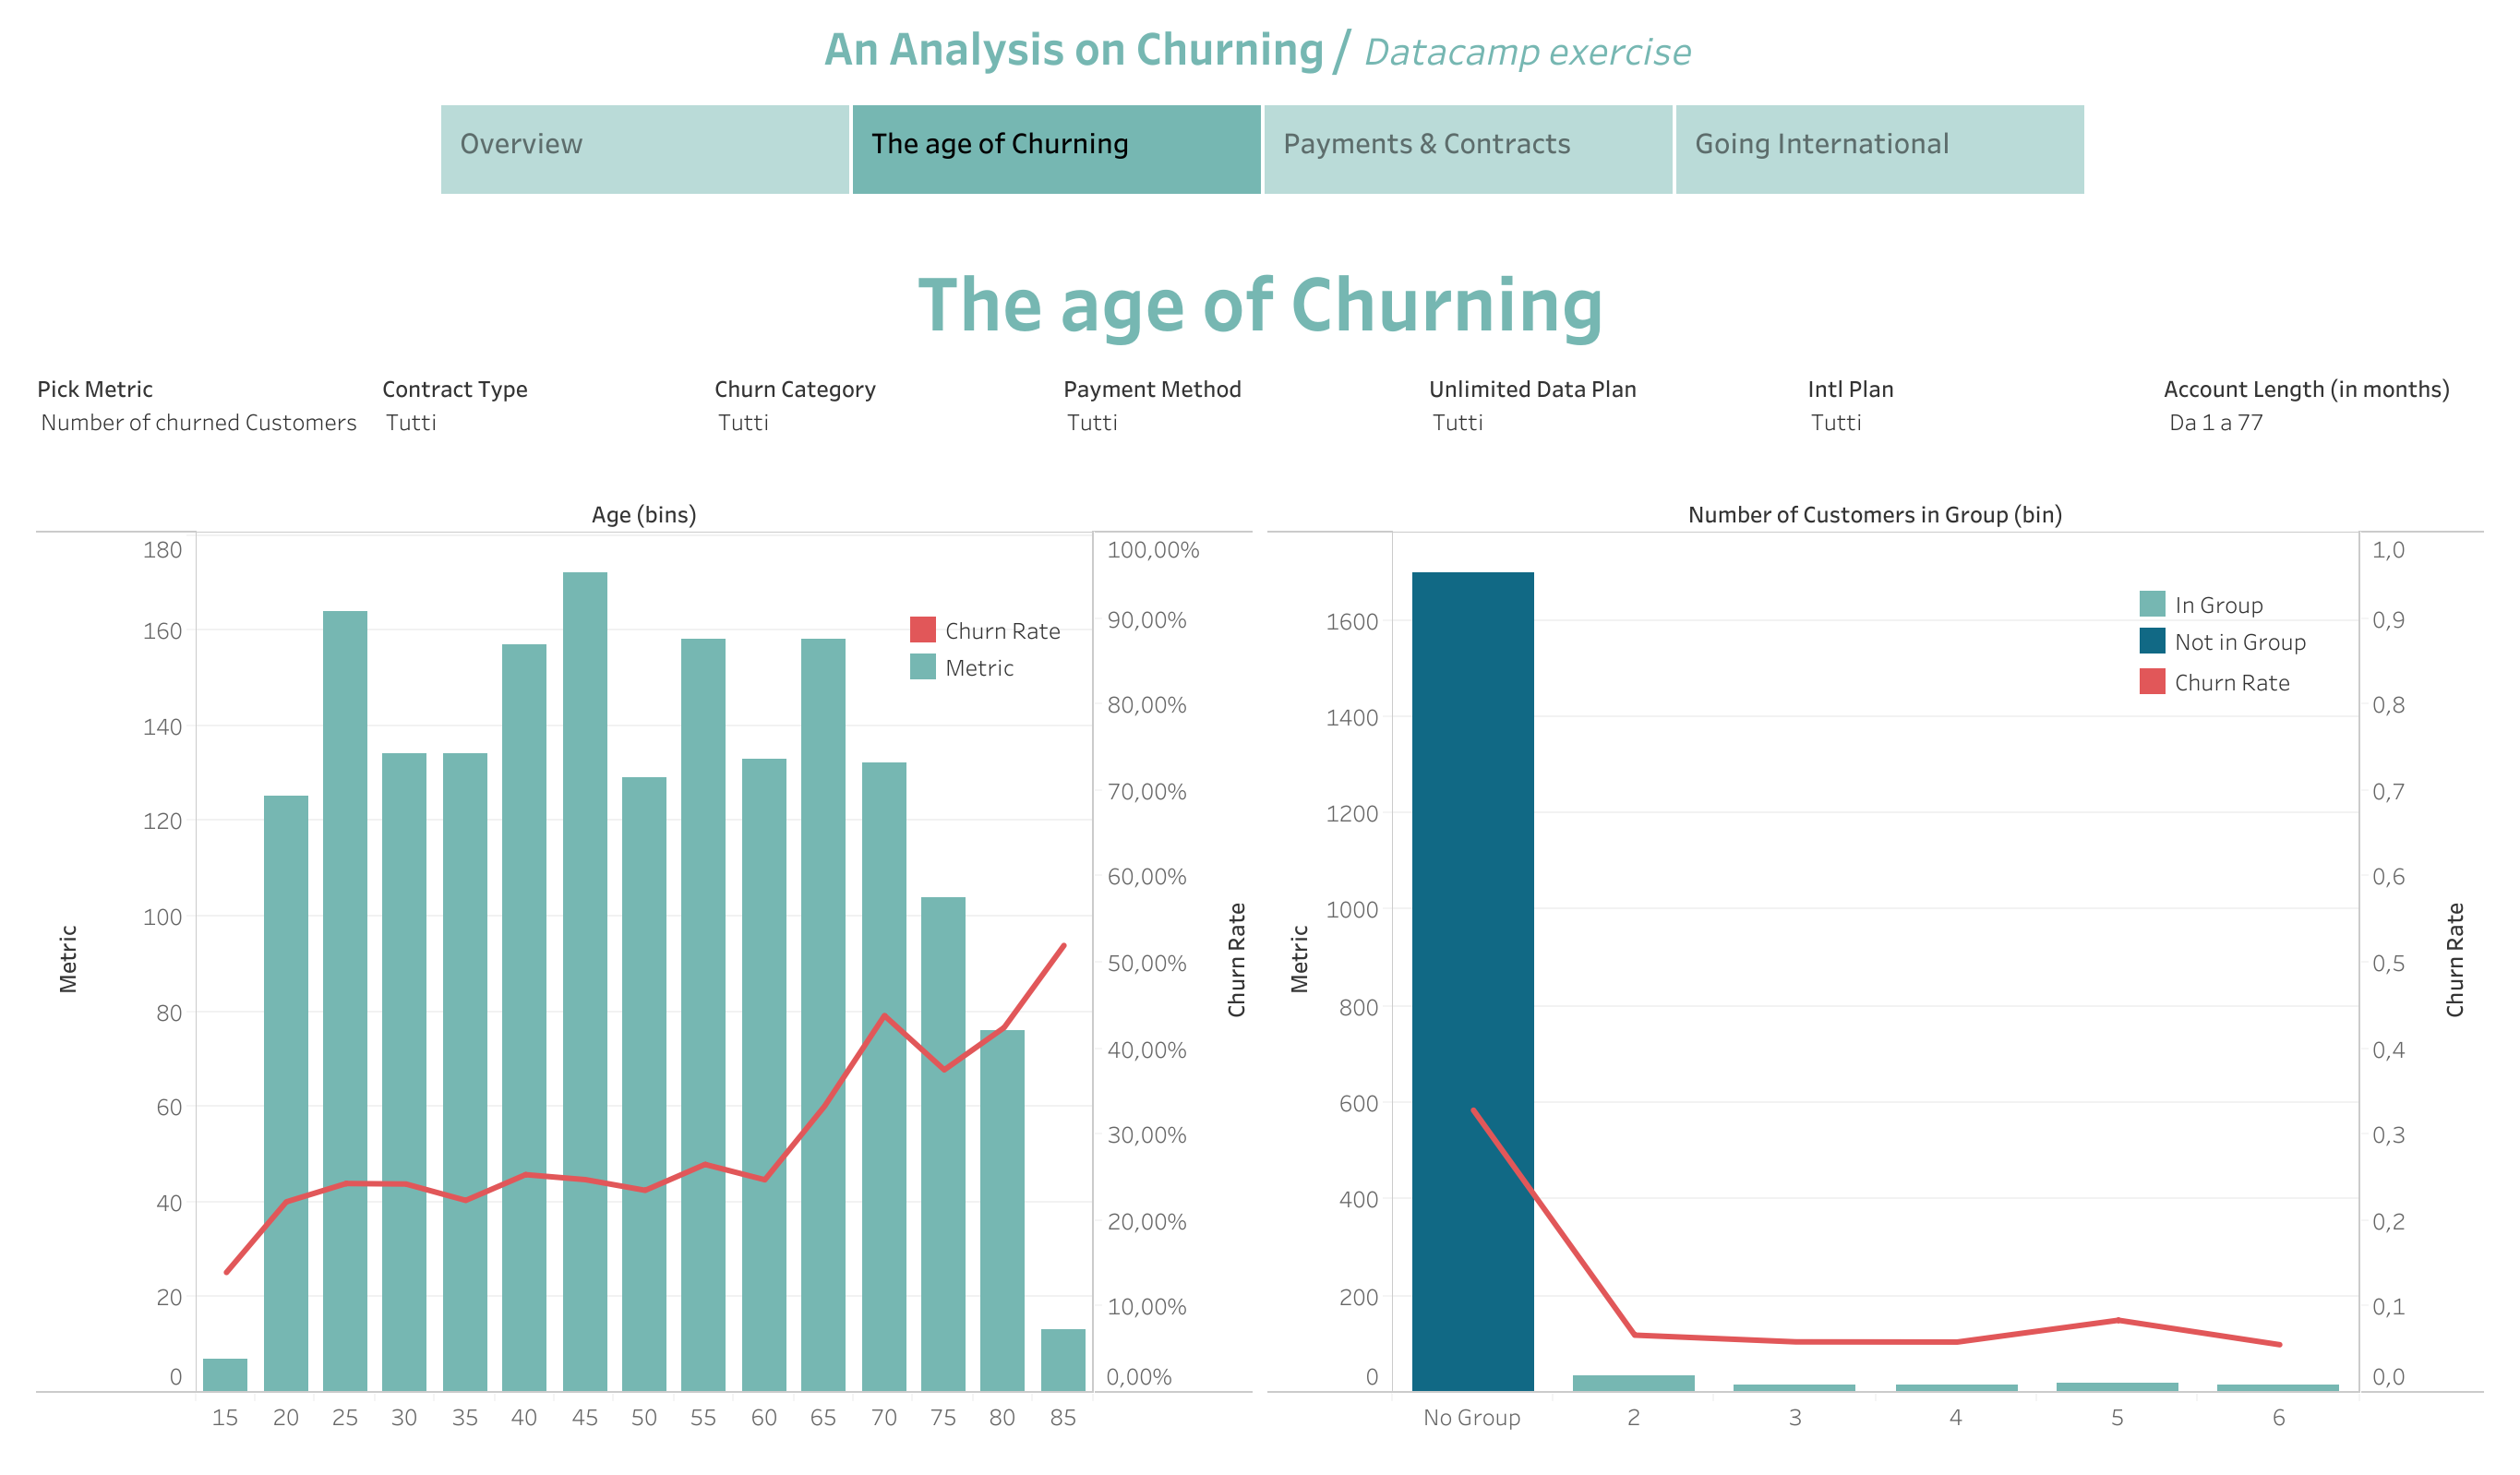 An Analysis on Churning / Datacamp exercise
Overview
The age of Churning
Payments & Contracts
Going International
The age of Churning
Pick Metric
Number of churned Customers
Contract Type
Tutti
Churn Category
Tutti
Payment Method
Tutti
Unlimited Data Plan
Tutti
Intl Plan
Tutti
Account Length (in months)
Da 1 a 77
Age (bins)
180
160
140
120
100
80
60
40
20
0
Metric
Churn Rate
Metric
100,00%
90,00%
80,00%
70,00%
60,00%
50,00%
40,00%
30,00%
20,00%
10,00%
0,00%
Churn Rate
15 20 25 30 35 40 45 50 55 60 65 70 75 80 85
Number of Customers in Group (bin)
1600
1400
1200
1000
800
600
400
200
0
Metric
In Group
Not in Group
Churn Rate
1,0
0,9
0,8
0,7
0,6
0,5
0,4
0,3
0,2
0,1
0,0
Churn Rate
No Group 2 3 4 5 6